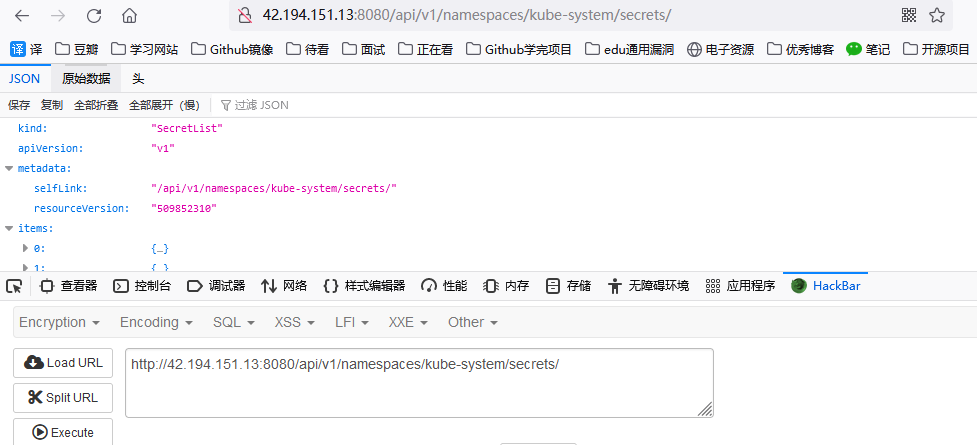 42.194.151.13:8080/api/v1/namespaces/kube-system/secrets/
译 译 豆瓣 学习网站 Github镜像 待看 面试 正在看 Github学完项目 edu通用漏洞 电子资源 优秀博客 笔记 开源项目
JSON 原始数据 头
保存 复制 全部折叠 全部展开（慢） 过滤 JSON
kind: "SecretList"
apiVersion: "v1"
metadata:
selfLink: "/api/v1/namespaces/kube-system/secrets/"
resourceVersion: "509852310"
items:
0: {…}
1: {…}
查看器 控制台 调试器 网络 样式编辑器 性能 内存 存储 无障碍环境 应用程序 HackBar
Encryption Encoding SQL XSS LFI XXE Other
Load URL http://42.194.151.13:8080/api/v1/namespaces/kube-system/secrets/
Split URL
Execute